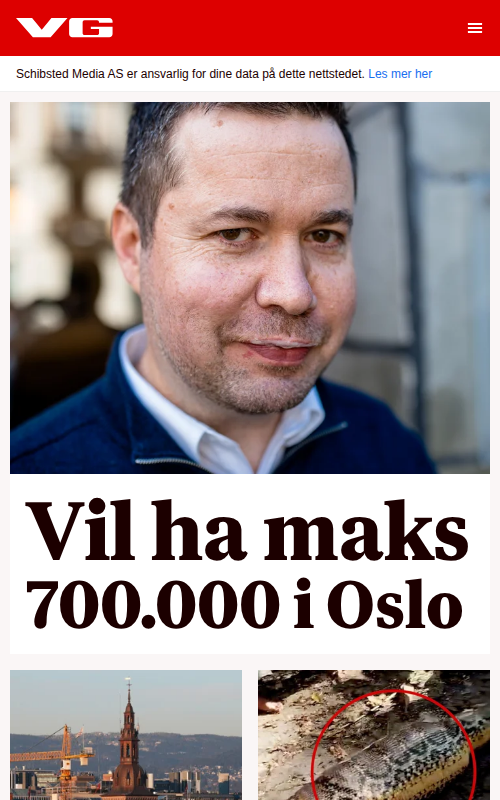 VG
Schibsted Media AS er ansvarlig for dine data på dette nettstedet. Les mer her
Vil ha maks
700.000 i Oslo